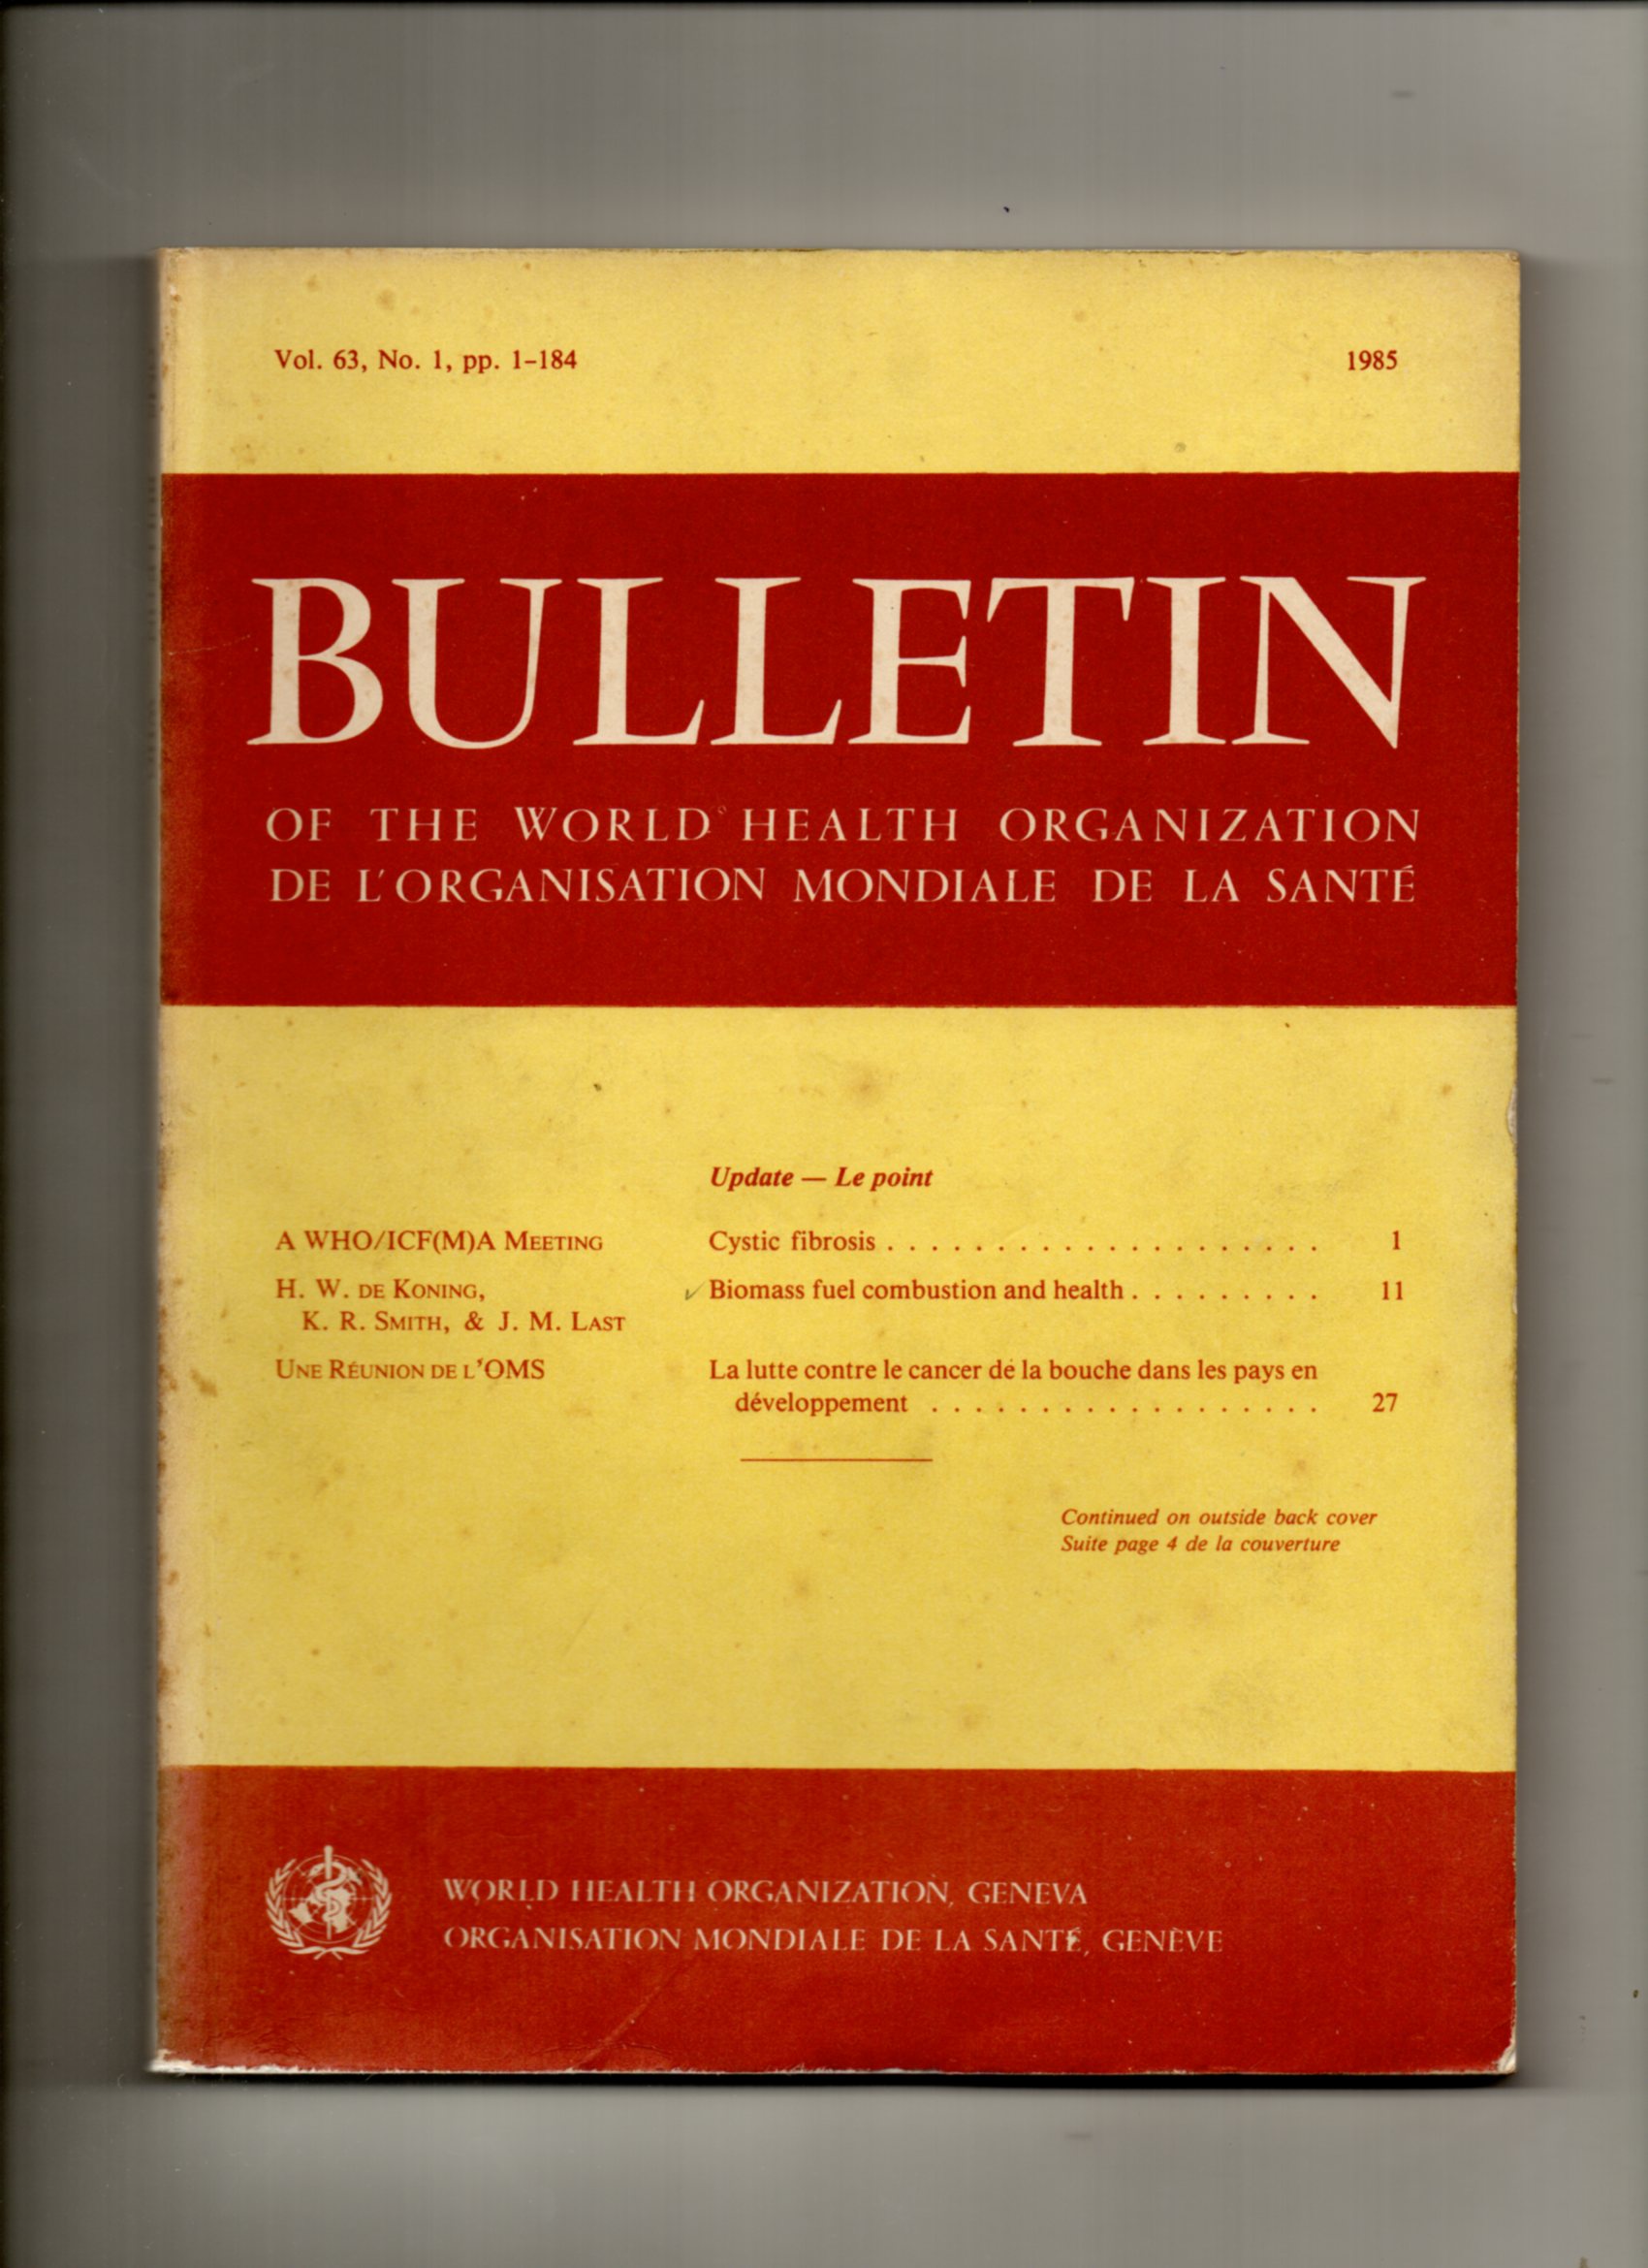 Vol. 63, No. 1, pp. 1–184 1985
BULLETIN
OF THE WORLD HEALTH ORGANIZATION
DE L'ORGANISATION MONDIALE DE LA SANTÉ
Update — Le point
A WHO/ICF(M)A MEETING Cystic fibrosis . . . . . . . . . . . . . . . . . . . . 1
H. W. DE KONING, ✓Biomass fuel combustion and health . . . . . . . . . 11
K. R. SMITH, & J. M. LAST
UNE RÉUNION DE L'OMS La lutte contre le cancer de la bouche dans les pays en
développement . . . . . . . . . . . . . . . . . . 27
Continued on outside back cover
Suite page 4 de la couverture
WORLD HEALTH ORGANIZATION, GENEVA
ORGANISATION MONDIALE DE LA SANTÉ, GENÈVE